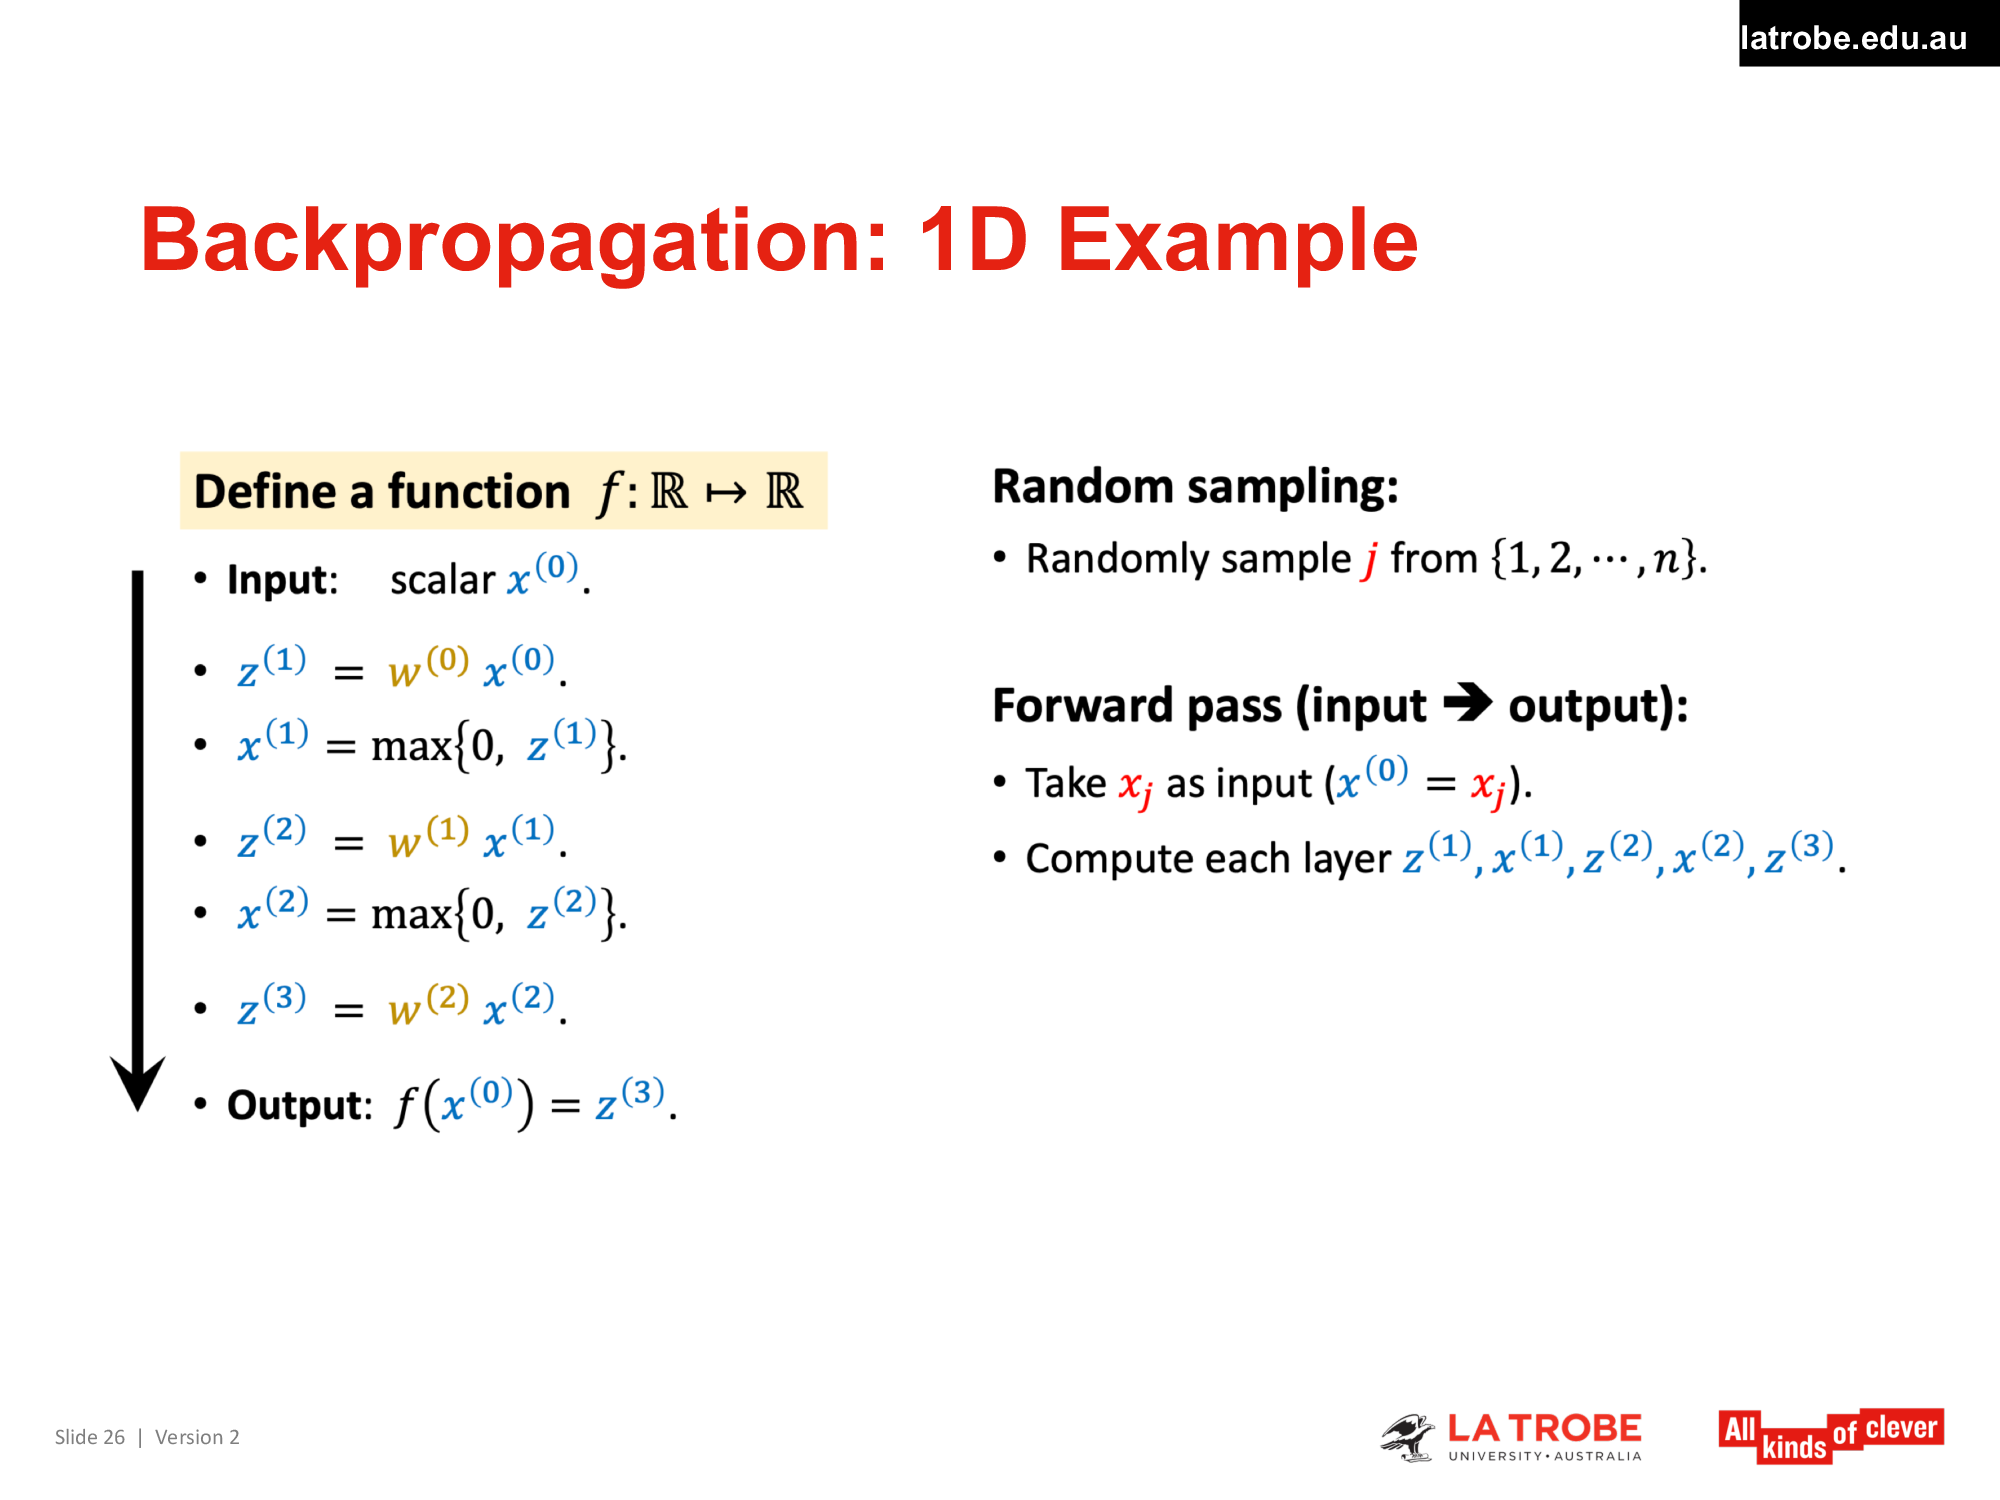 latrobe.edu.au
Backpropagation: 1D Example
Define a function f: ℝ ↦ ℝ
• Input: scalar x⁽⁰⁾.
• z⁽¹⁾ = w⁽⁰⁾ x⁽⁰⁾.
• x⁽¹⁾ = max{0, z⁽¹⁾}.
• z⁽²⁾ = w⁽¹⁾ x⁽¹⁾.
• x⁽²⁾ = max{0, z⁽²⁾}.
• z⁽³⁾ = w⁽²⁾ x⁽²⁾.
• Output: f(x⁽⁰⁾) = z⁽³⁾.
Random sampling:
• Randomly sample j from {1, 2, ⋯, n}.
Forward pass (input ➔ output):
• Take xⱼ as input (x⁽⁰⁾ = xⱼ).
• Compute each layer z⁽¹⁾, x⁽¹⁾, z⁽²⁾, x⁽²⁾, z⁽³⁾.
Slide 26 | Version 2
LA TROBE
UNIVERSITY • AUSTRALIA
All kinds of clever